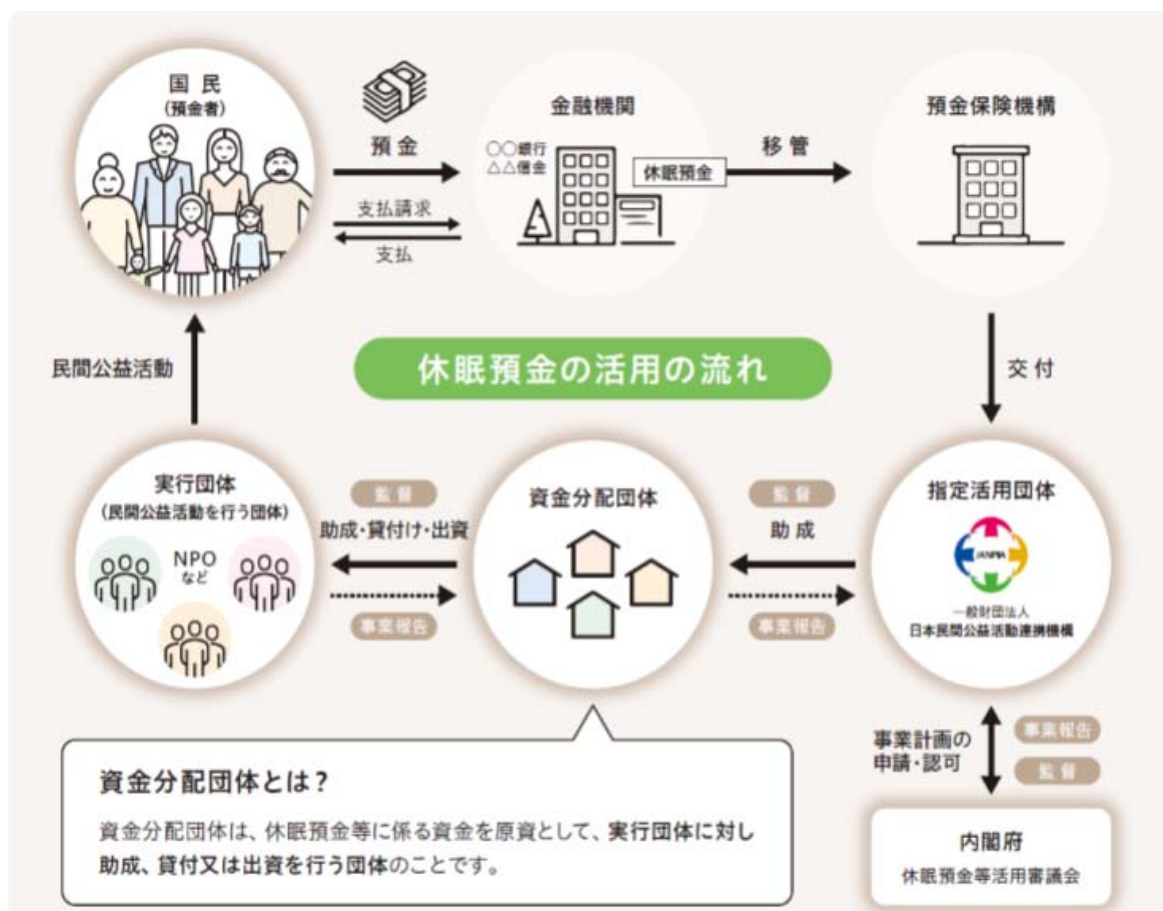 国民
(預金者)
預金
支払請求
支払
金融機関
○○銀行
△△信金
休眠預金
移管
預金保険機構
民間公益活動
休眠預金の活用の流れ
交付
実行団体
(民間公益活動を行う団体)
NPO
など
監督
助成・貸付け・出資
事業報告
資金分配団体
監督
助成
事業報告
指定活用団体
JANPIA
一般財団法人
日本民間公益活動連携機構
事業計画の
申請・認可
事業報告
監督
内閣府
休眠預金等活用審議会
資金分配団体とは？
資金分配団体は、休眠預金等に係る資金を原資として、実行団体に対し
助成、貸付又は出資を行う団体のことです。